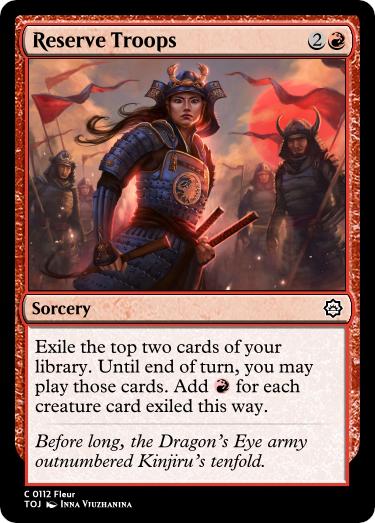 Reserve Troops 2
Sorcery
Exile the top two cards of your
library. Until end of turn, you may
play those cards. Add for each
creature card exiled this way.
Before long, the Dragon's Eye army
outnumbered Kinjiru's tenfold.
C 0112 Fleur
TOJ Inna Vjuzhanina